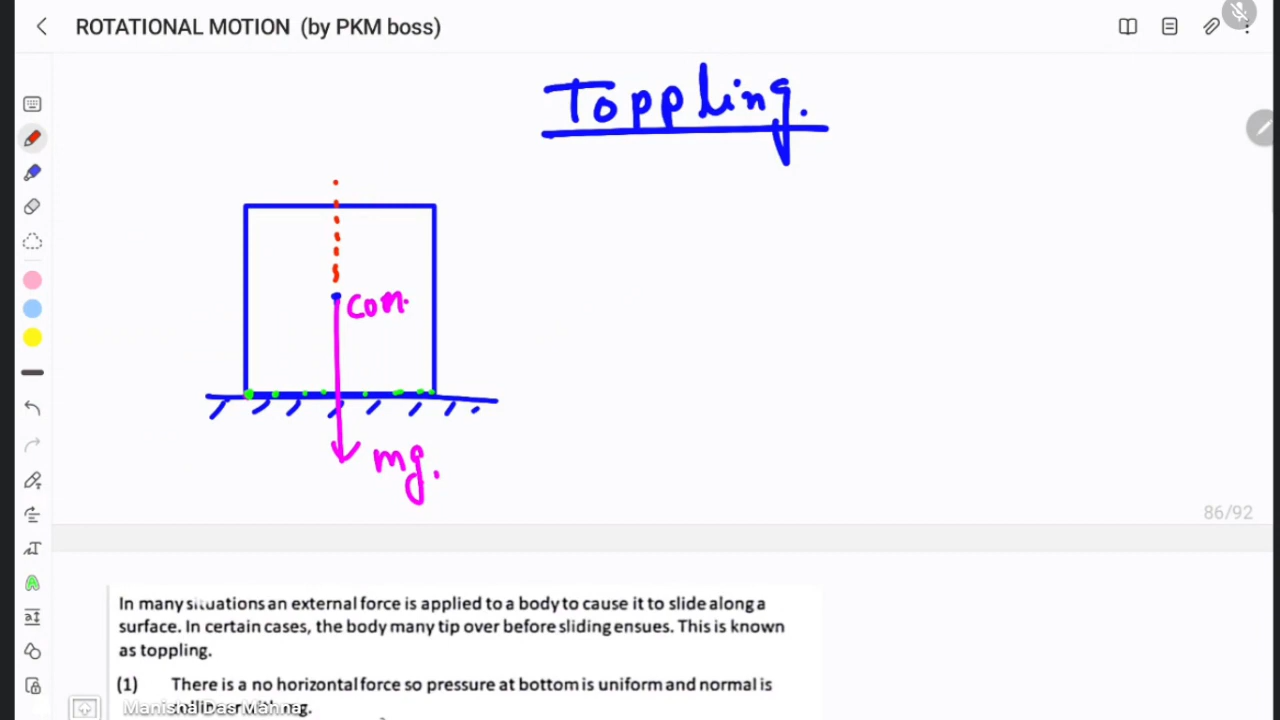 ROTATIONAL MOTION (by PKM boss)
Toppling.
com.
mg.
86/92
In many situations an external force is applied to a body to cause it to slide along a
surface. In certain cases, the body many tip over before sliding ensues. This is known
as toppling.
(1) There is a no horizontal force so pressure at bottom is uniform and normal is
Manisha Das Mahna